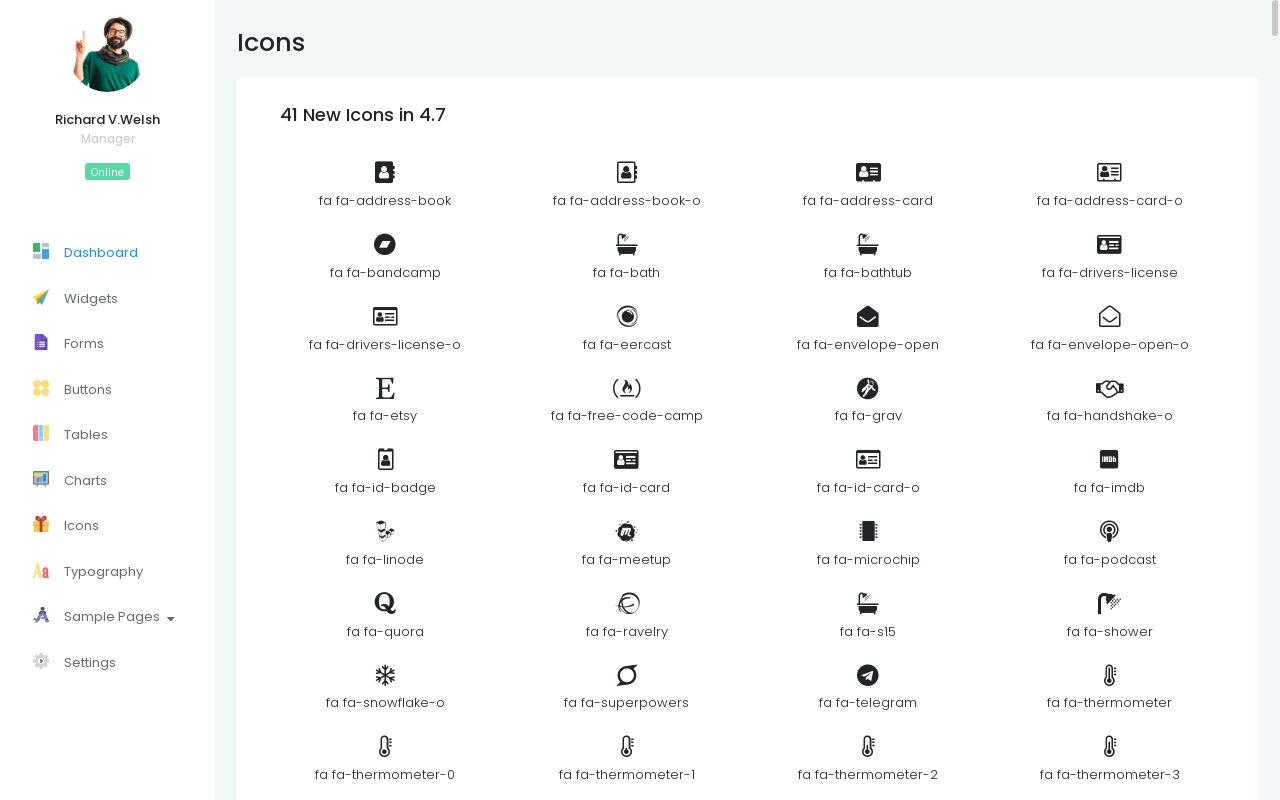 Richard V.Welsh
Manager
Online
Dashboard
Widgets
Forms
Buttons
Tables
Charts
Icons
Typography
Sample Pages
Settings
Icons
41 New Icons in 4.7
fa fa-address-book
fa fa-address-book-o
fa fa-address-card
fa fa-address-card-o
fa fa-bandcamp
fa fa-bath
fa fa-bathtub
fa fa-drivers-license
fa fa-drivers-license-o
fa fa-eercast
fa fa-envelope-open
fa fa-envelope-open-o
fa fa-etsy
fa fa-free-code-camp
fa fa-grav
fa fa-handshake-o
fa fa-id-badge
fa fa-id-card
fa fa-id-card-o
fa fa-imdb
fa fa-linode
fa fa-meetup
fa fa-microchip
fa fa-podcast
fa fa-quora
fa fa-ravelry
fa fa-s15
fa fa-shower
fa fa-snowflake-o
fa fa-superpowers
fa fa-telegram
fa fa-thermometer
fa fa-thermometer-0
fa fa-thermometer-1
fa fa-thermometer-2
fa fa-thermometer-3